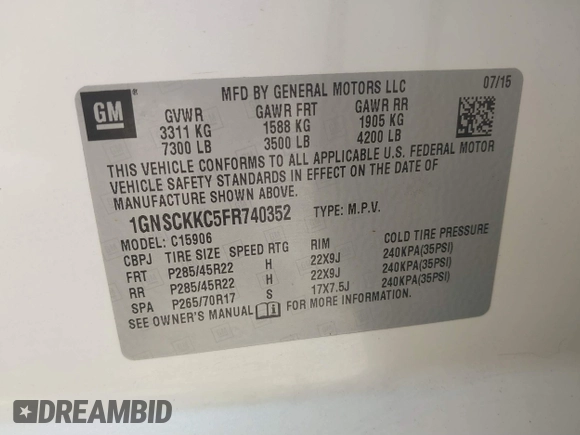 GM
MFD BY GENERAL MOTORS LLC 07/15
GVWR GAWR FRT GAWR RR
3311 KG 1588 KG 1905 KG
7300 LB 3500 LB 4200 LB
THIS VEHICLE CONFORMS TO ALL APPLICABLE U.S. FEDERAL MOTOR
VEHICLE SAFETY STANDARDS IN EFFECT ON THE DATE OF
MANUFACTURE SHOWN ABOVE.
1GNSCKKC5FR740352 TYPE: M.P.V.
MODEL: C15906
CBPJ TIRE SIZE SPEED RTG RIM COLD TIRE PRESSURE
FRT P285/45R22 H 22X9J 240KPA(35PSI)
RR P285/45R22 H 22X9J 240KPA(35PSI)
SPA P265/70R17 S 17X7.5J 240KPA(35PSI)
SEE OWNER'S MANUAL FOR MORE INFORMATION.
DREAMBID